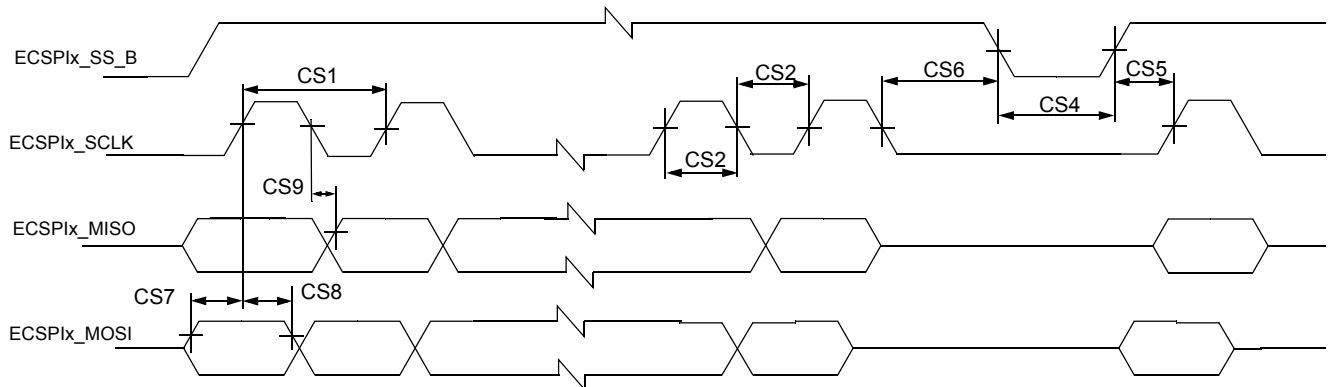 ECSPIx_SS_B
CS1
CS2
CS6
CS5
CS4
ECSPIx_SCLK
CS2
CS9
ECSPIx_MISO
CS7
CS8
ECSPIx_MOSI